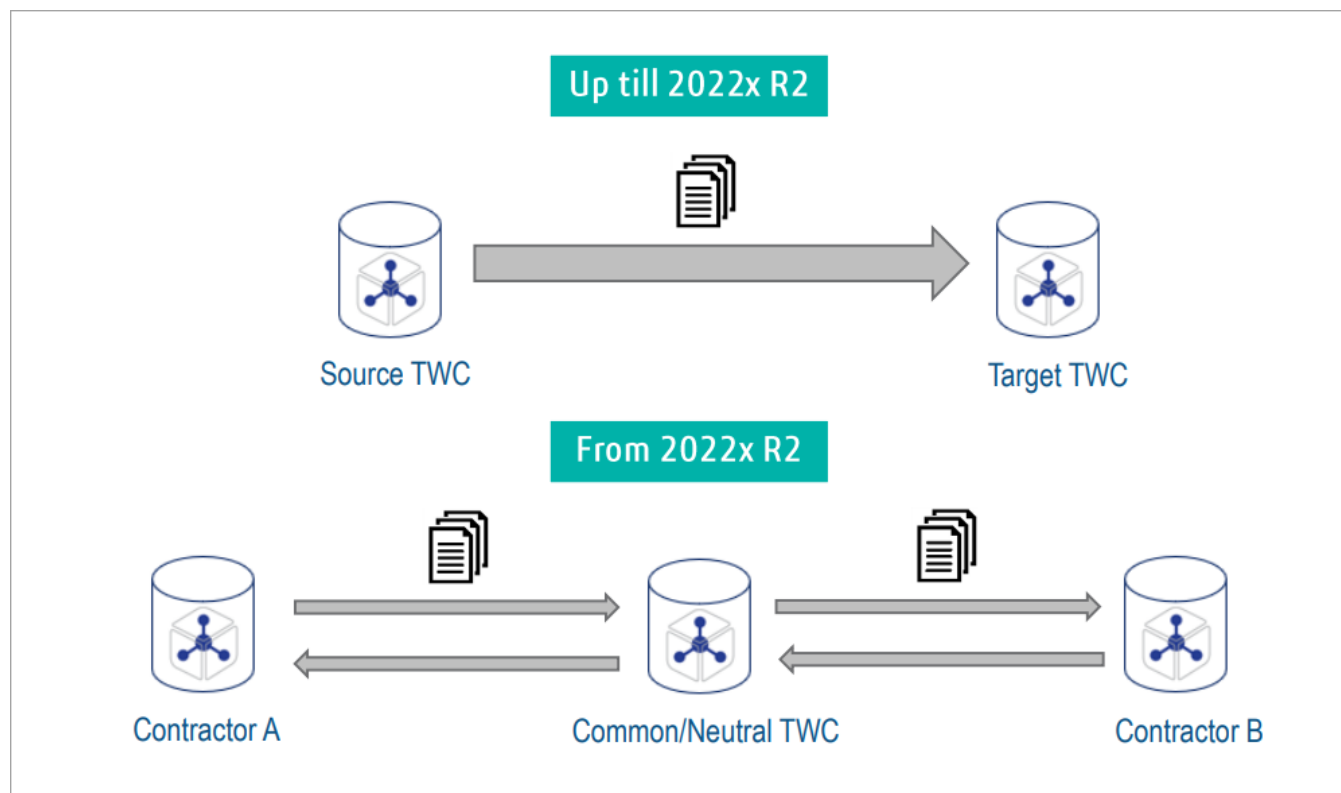 Up till 2022x R2
Source TWC
Target TWC
From 2022x R2
Contractor A
Common/Neutral TWC
Contractor B